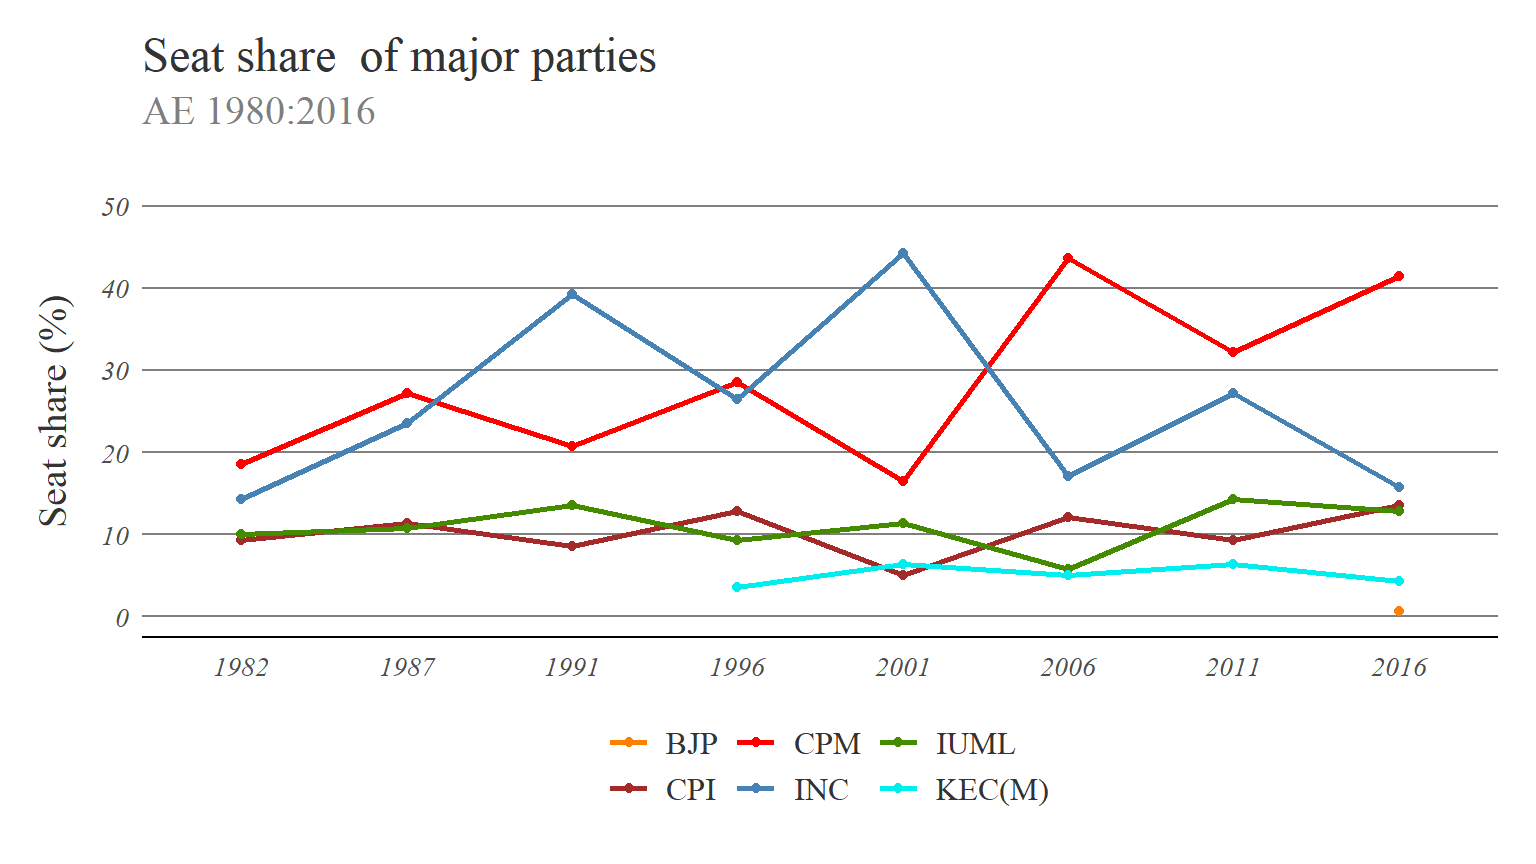 Seat share  of major parties
AE 1980:2016
Seat share (%)
50
40
30
20
10
0
1982 1987 1991 1996 2001 2006 2011 2016
BJP CPM IUML
CPI INC KEC(M)